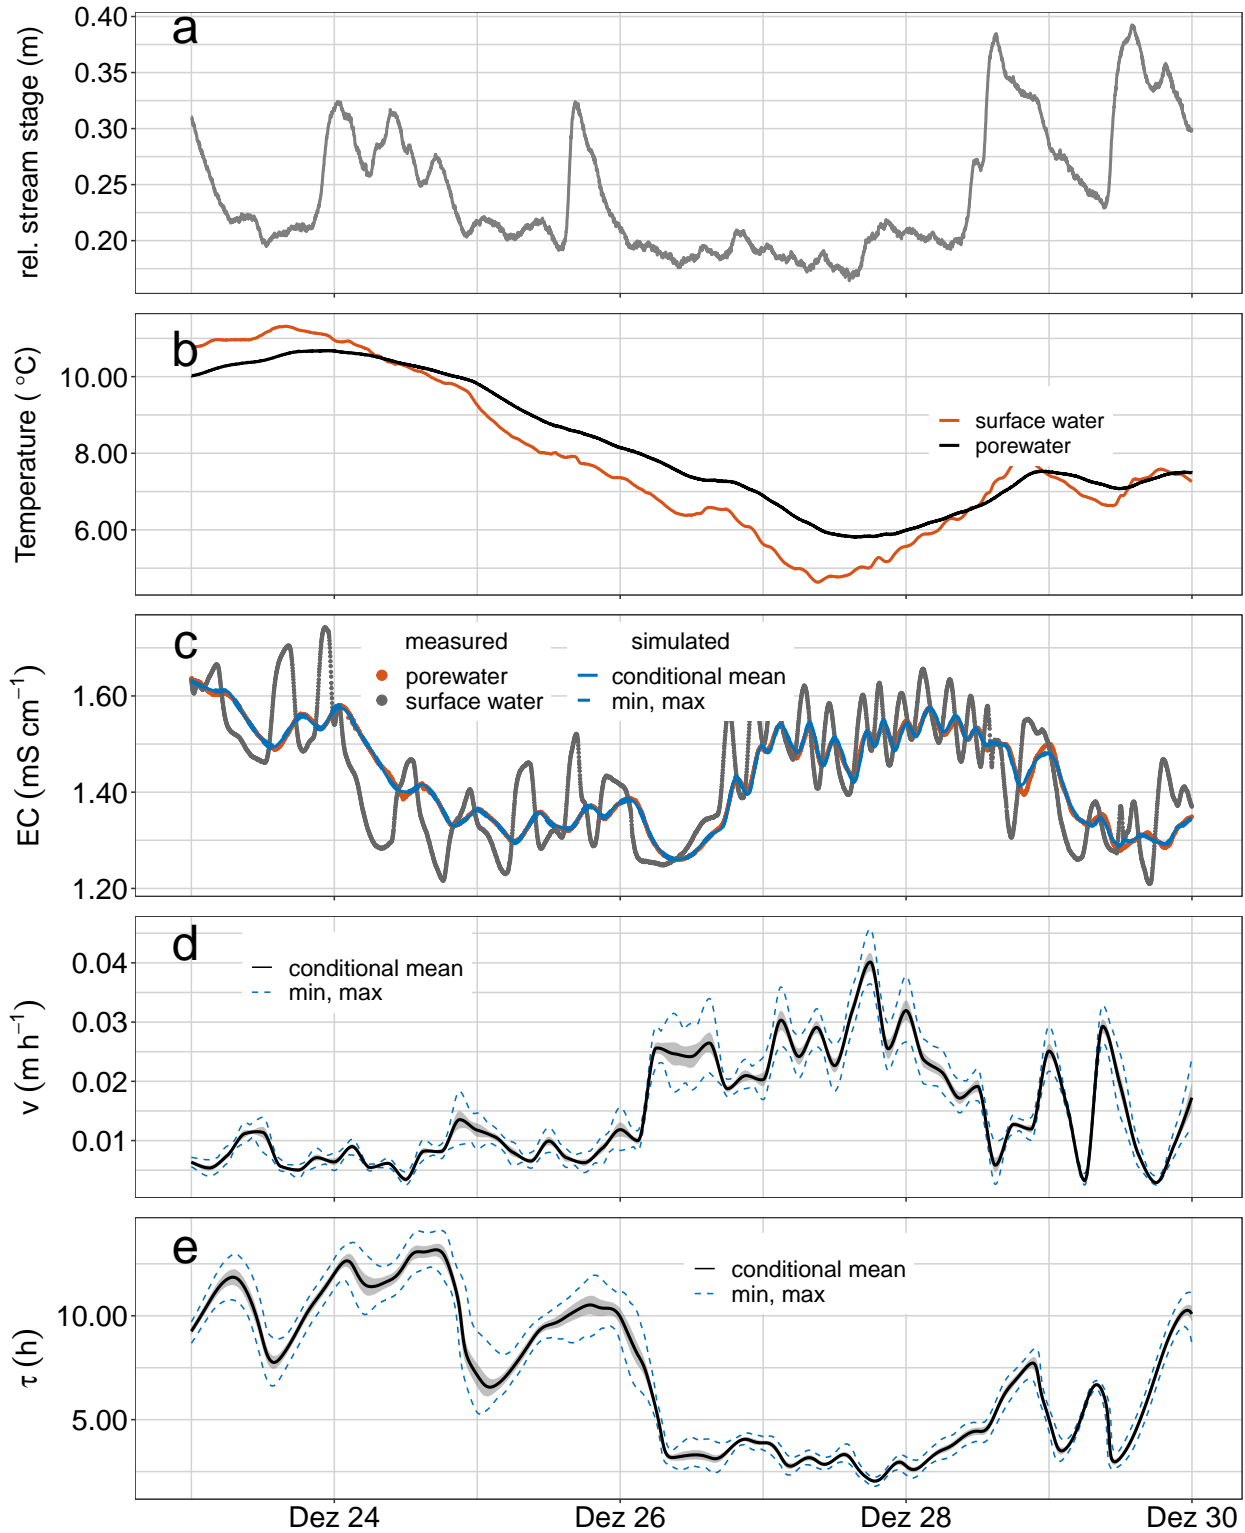 a
rel. stream stage (m)
0.40
0.35
0.30
0.25
0.20
b
Temperature ( °C)
10.00
8.00
6.00
surface water
porewater
c
EC (mS cm⁻¹)
1.60
1.40
1.20
measured
porewater
surface water
simulated
conditional mean
min, max
d
v (m h⁻¹)
0.04
0.03
0.02
0.01
conditional mean
min, max
e
τ (h)
10.00
5.00
conditional mean
min, max
Dez 24
Dez 26
Dez 28
Dez 30